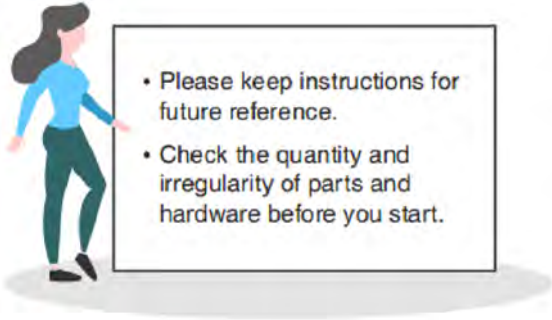 • Please keep instructions for
future reference.
• Check the quantity and
irregularity of parts and
hardware before you start.